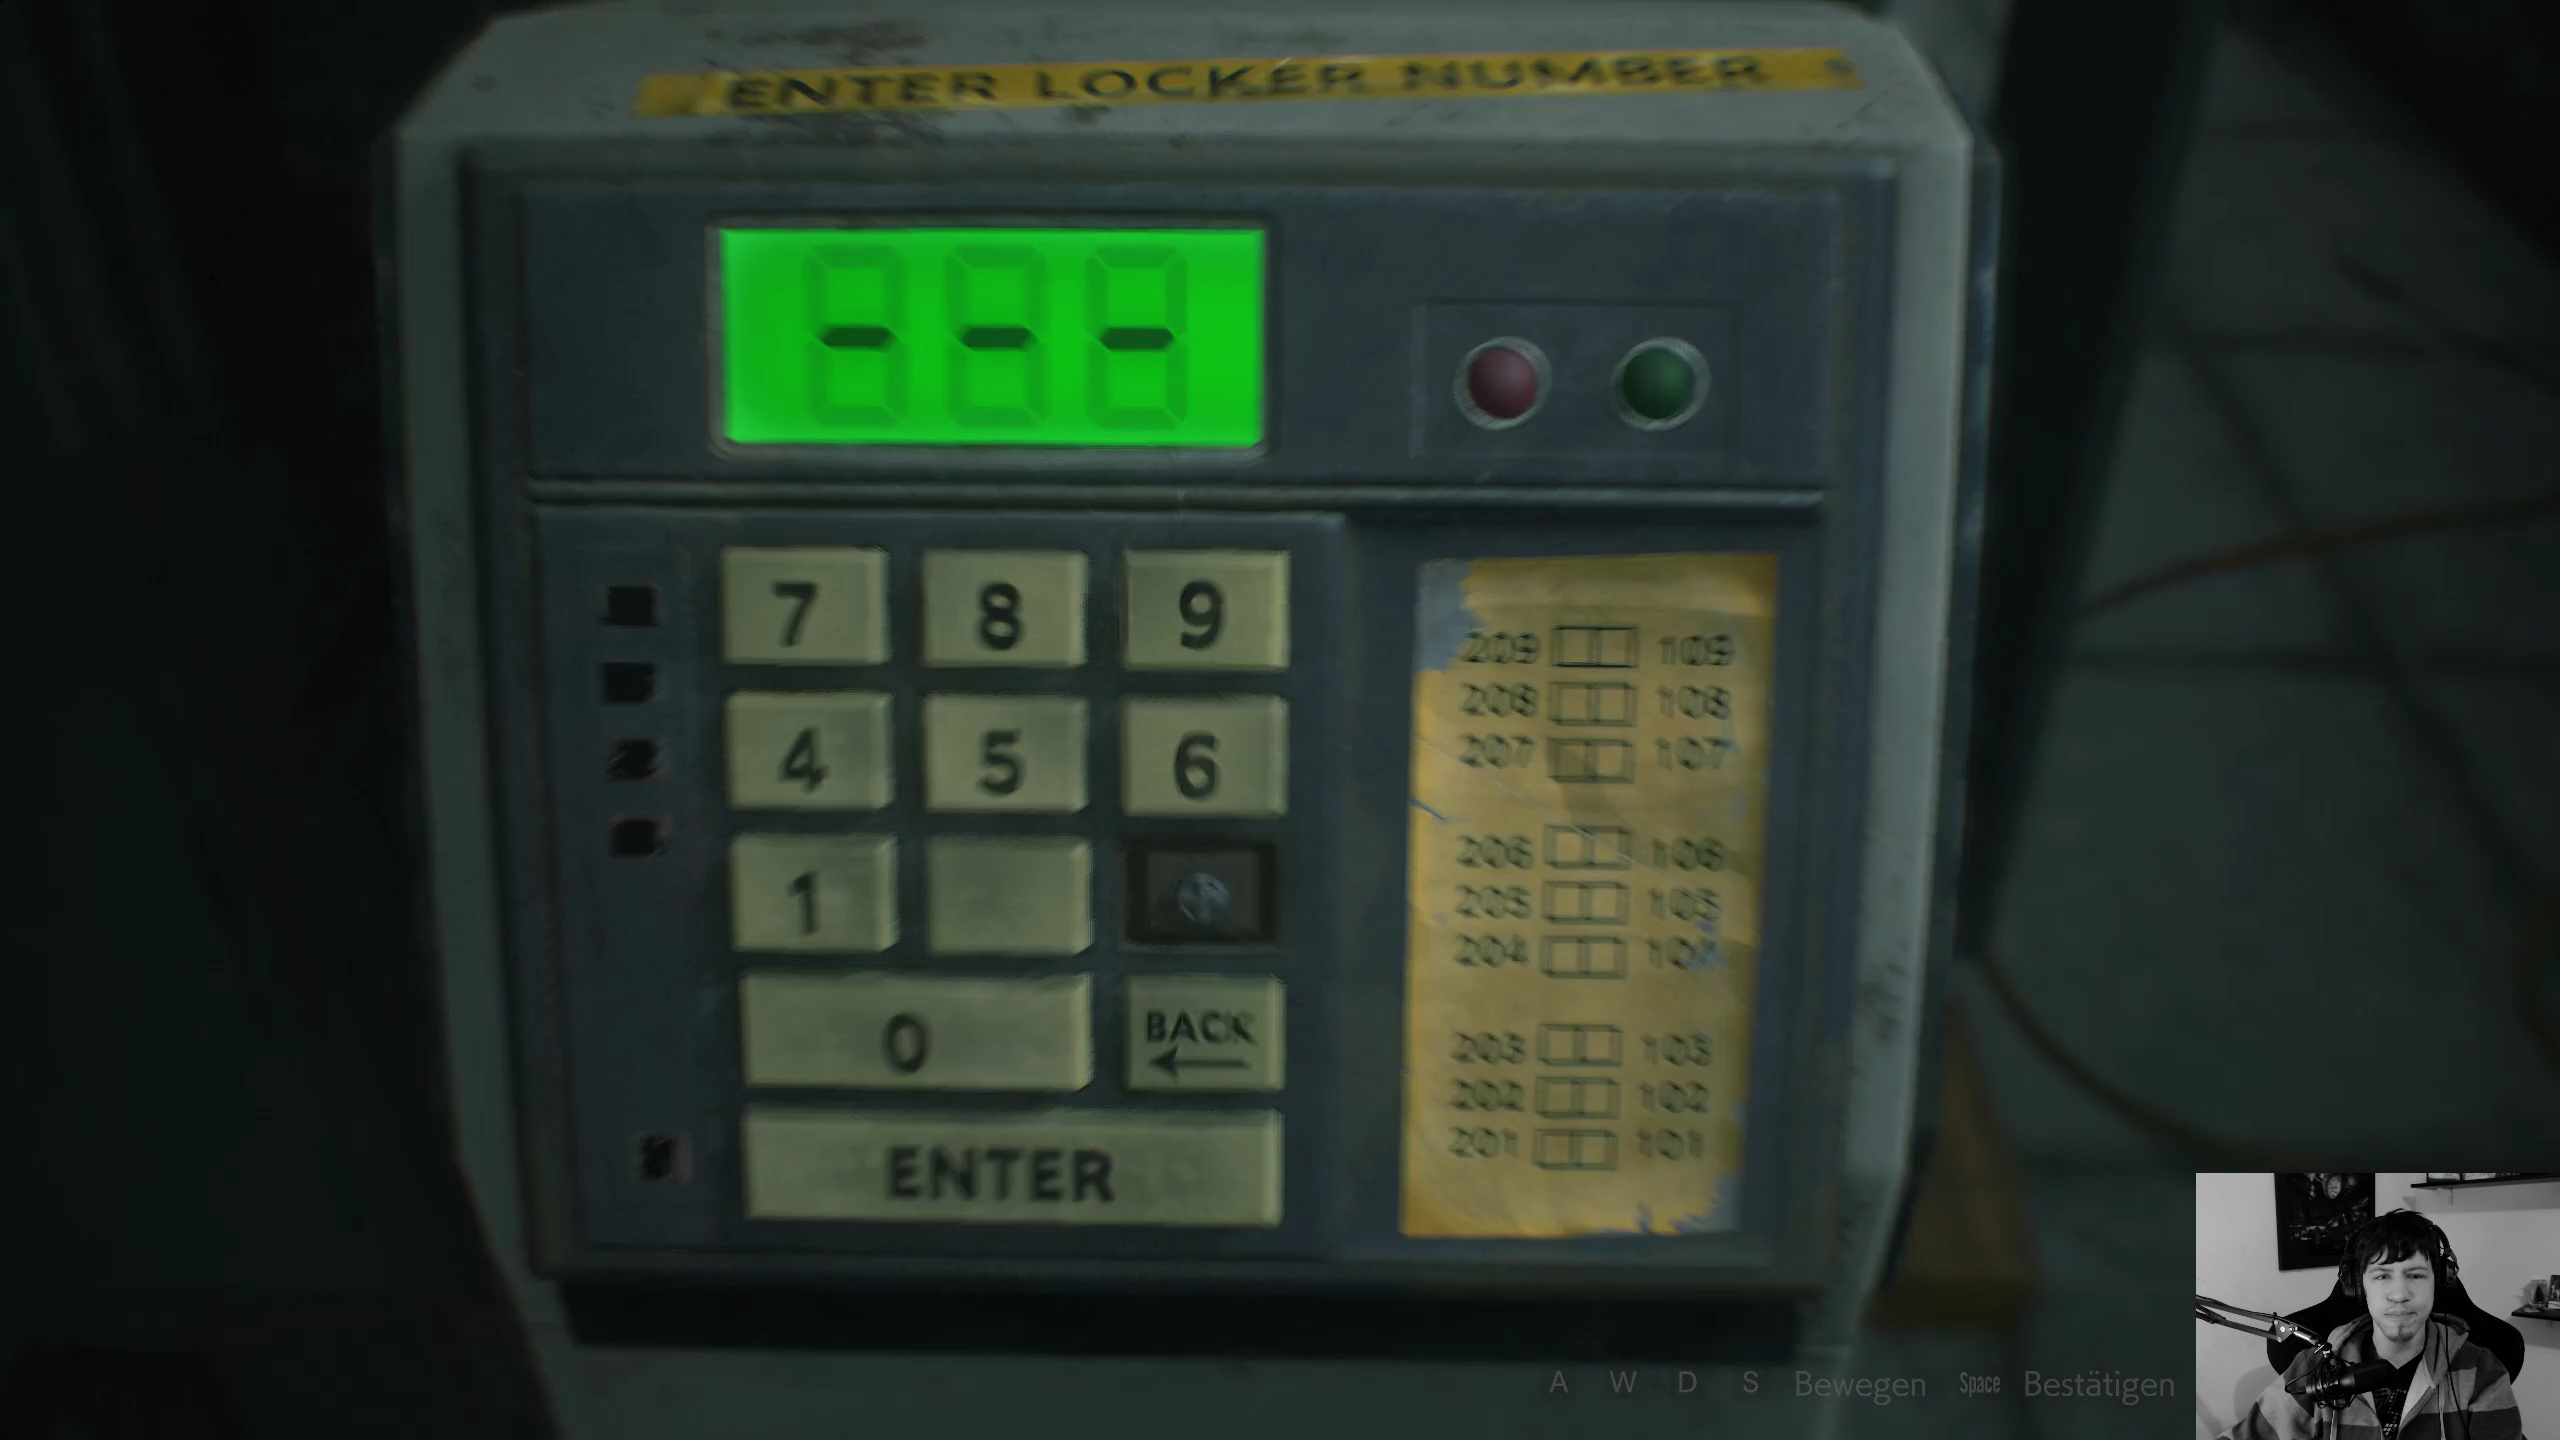 ENTER LOCKER NUMBER
---
7 8 9
4 5 6
1
0 BACK
ENTER
209 109
208 108
207 107
206 106
205 105
204 104
203 103
202 102
201 101
A W D S Bewegen Space Bestätigen